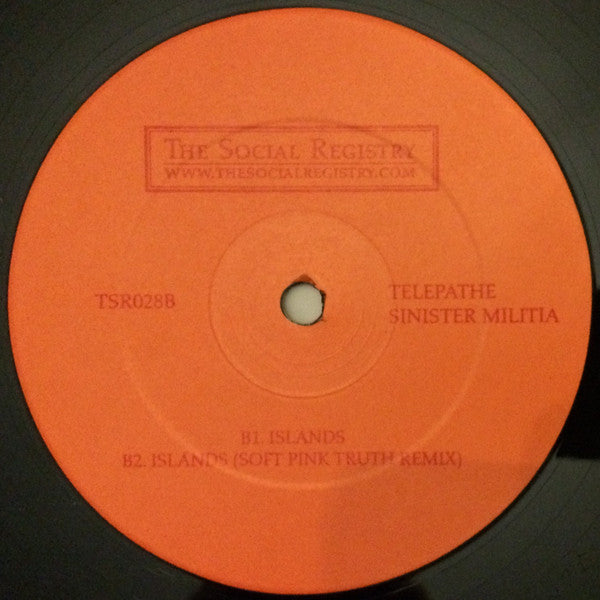 The Social Registry
www.thesocialregistry.com
TSR028B
TELEPATHE
SINISTER MILITIA
B1. ISLANDS
B2. ISLANDS (SOFT PINK TRUTH REMIX)